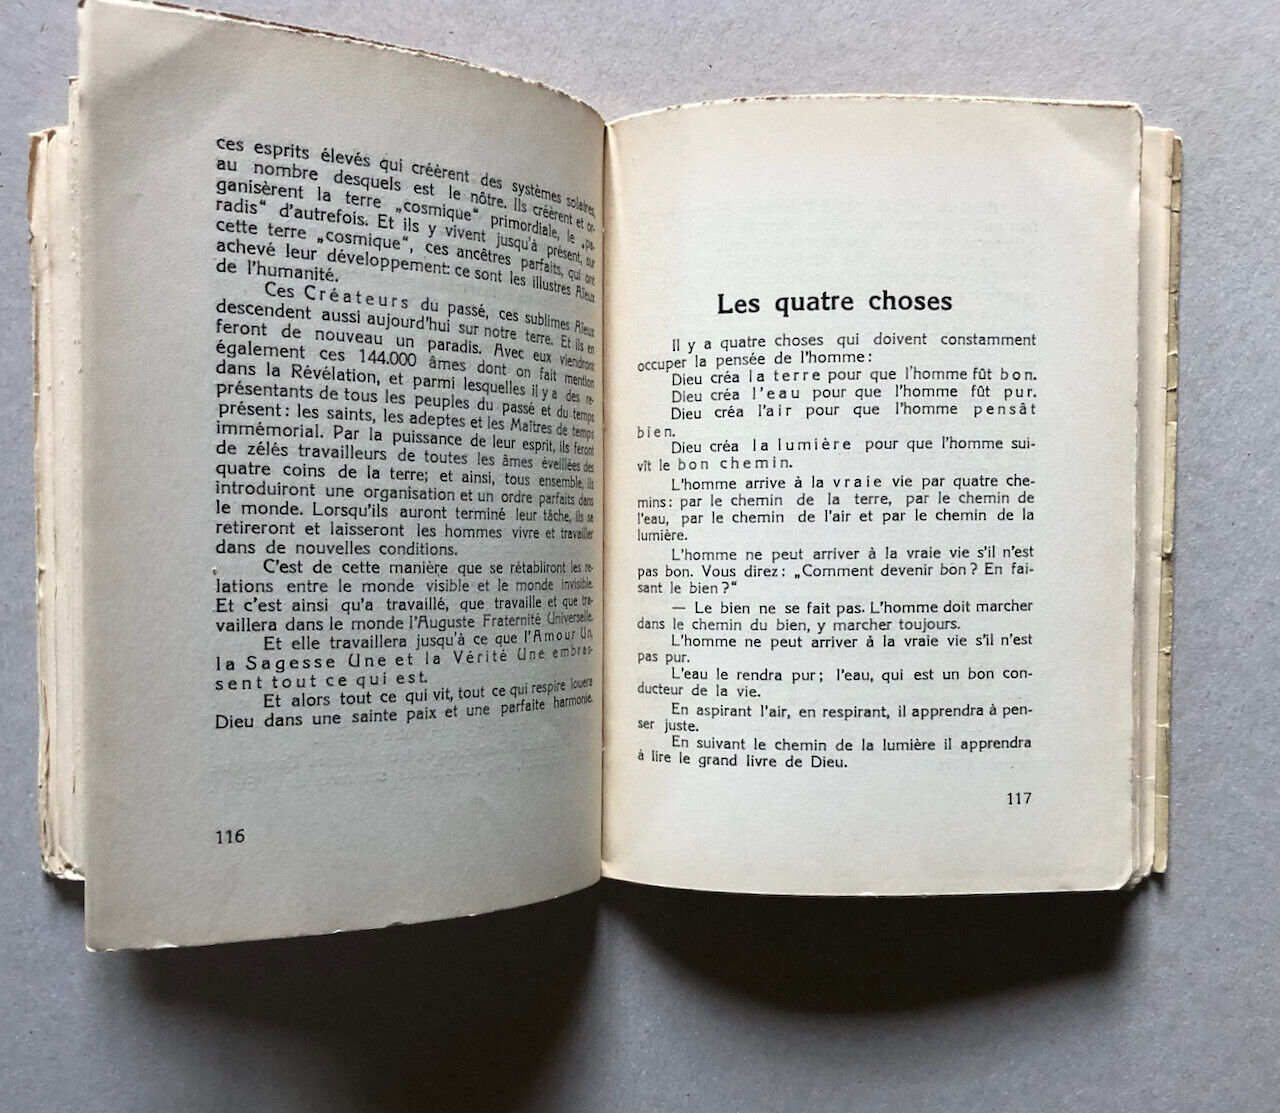 ces esprits élevés qui créèrent des systèmes solaires,
au nombre desquels est le nôtre. Ils créèrent et or-
ganisèrent la terre „cosmique“ primordiale, le „pa-
radis“ d'autrefois. Et ils y vivent jusqu'à présent, sur
cette terre „cosmique“, ces ancêtres parfaits, qui ont
achevé leur développement: ce sont les illustres Aïeux
de l'humanité.
Ces Créateurs du passé, ces sublimes Aïeux
descendent aussi aujourd'hui sur notre terre. Et ils en
feront de nouveau un paradis. Avec eux viendront
également ces 144.000 âmes dont on fait mention
dans la Révélation, et parmi lesquelles il y a des re-
présentants de tous les peuples du passé et du temps
présent: les saints, les adeptes et les Maîtres de temps
immémorial. Par la puissance de leur esprit, ils feront
de zélés travailleurs de toutes les âmes éveillées des
quatre coins de la terre; et ainsi, tous ensemble, ils
introduiront une organisation et un ordre parfaits dans
le monde. Lorsqu'ils auront terminé leur tâche, ils se
retireront et laisseront les hommes vivre et travailler
dans de nouvelles conditions.
C'est de cette manière que se rétabliront les re-
lations entre le monde visible et le monde invisible.
Et c'est ainsi qu'a travaillé, que travaille et que tra-
vaillera dans le monde l'Auguste Fraternité Universelle.
Et elle travaillera jusqu'à ce que l'Amour Un,
la Sagesse Une et la Vérité Une embras-
sent tout ce qui est.
Et alors tout ce qui vit, tout ce qui respire louera
Dieu dans une sainte paix et une parfaite harmonie.
116
Les quatre choses
Il y a quatre choses qui doivent constamment
occuper la pensée de l'homme:
Dieu créa la terre pour que l'homme fût bon.
Dieu créa l'eau pour que l'homme fût pur.
Dieu créa l'air pour que l'homme pensât
bien.
Dieu créa la lumière pour que l'homme sui-
vît le bon chemin.
L'homme arrive à la vraie vie par quatre che-
mins: par le chemin de la terre, par le chemin de
l'eau, par le chemin de l'air et par le chemin de la
lumière.
L'homme ne peut arriver à la vraie vie s'il n'est
pas bon. Vous direz: „Comment devenir bon? En fai-
sant le bien?“
— Le bien ne se fait pas. L'homme doit marcher
dans le chemin du bien, y marcher toujours.
L'homme ne peut arriver à la vraie vie s'il n'est
pas pur.
L'eau le rendra pur; l'eau, qui est un bon con-
ducteur de la vie.
En aspirant l'air, en respirant, il apprendra à pen-
ser juste.
En suivant le chemin de la lumière il apprendra
à lire le grand livre de Dieu.
117